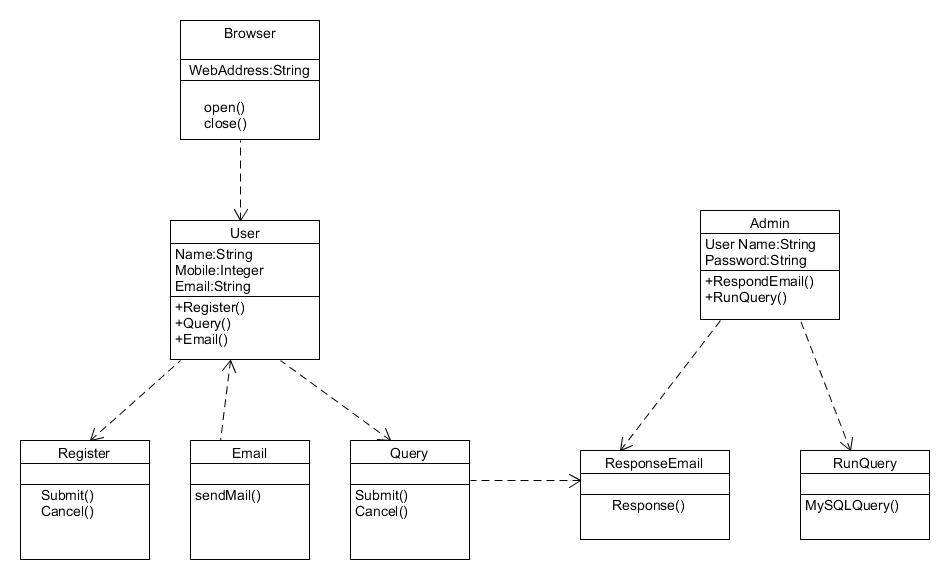 Browser
WebAddress:String
open()
close()
User
Name:String
Mobile:Integer
Email:String
+Register()
+Query()
+Email()
Admin
User Name:String
Password:String
+RespondEmail()
+RunQuery()
Register
Submit()
Cancel()
Email
sendMail()
Query
Submit()
Cancel()
ResponseEmail
Response()
RunQuery
MySQLQuery()